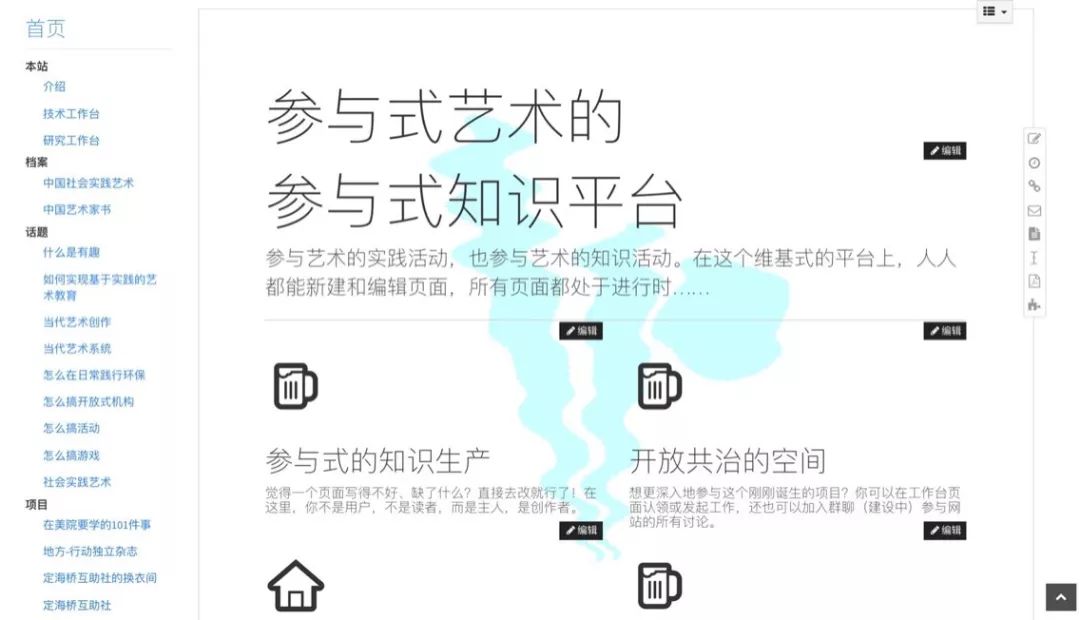 首页
本站
介绍
技术工作台
研究工作台
档案
中国社会实践艺术
中国艺术家书
话题
什么是有趣
如何实现基于实践的艺
术教育
当代艺术创作
当代艺术系统
怎么在日常践行环保
怎么搞开放式机构
怎么搞活动
怎么搞游戏
社会实践艺术
项目
在美院要学的101件事
地方-行动独立杂志
定海桥互助社的换衣间
定海桥互助社
参与式艺术的
编辑
参与式知识平台
参与艺术的实践活动，也参与艺术的知识活动。在这个维基式的平台上，人人
都能新建和编辑页面，所有页面都处于进行时……
编辑
编辑
参与式的知识生产
觉得一个页面写得不好、缺了什么？直接去改就行了！在
这里，你不是用户，不是读者，而是主人，是创作者。
编辑
开放共治的空间
想更深入地参与这个刚刚诞生的项目？你可以在工作台页
面认领或发起工作，还也可以加入群聊（建设中）参与网
站的所有讨论。
编辑